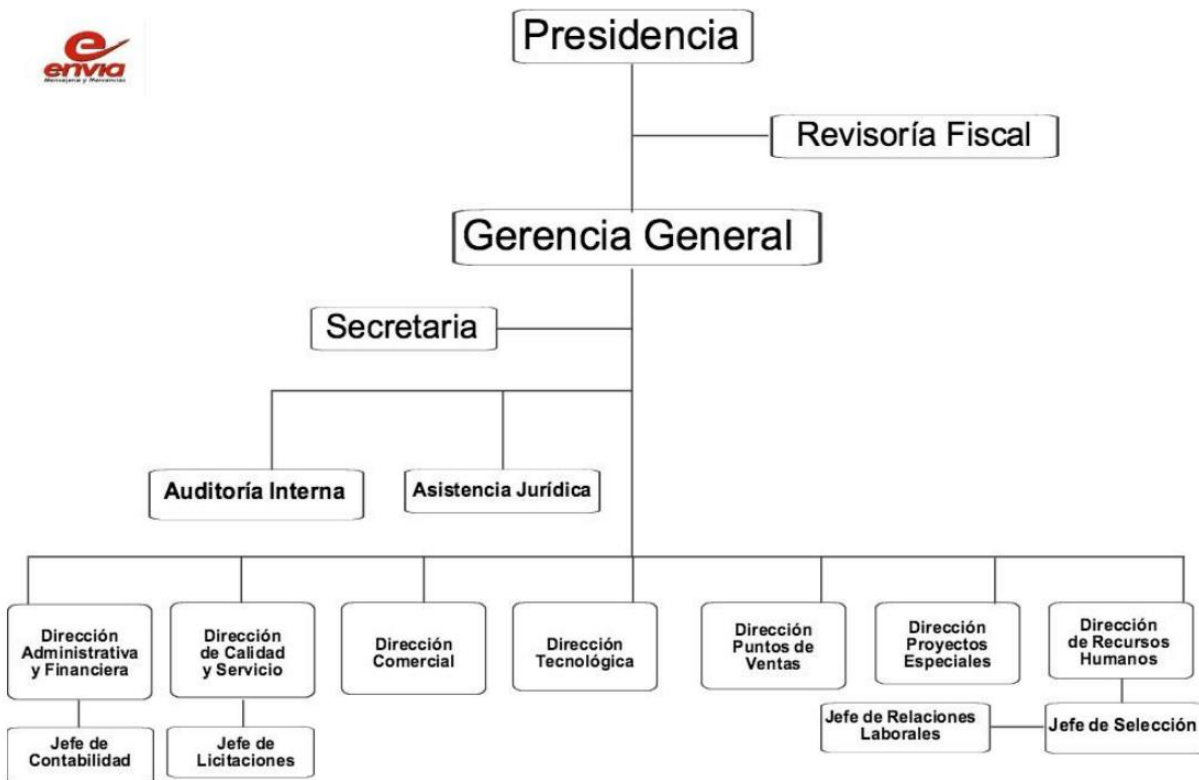 envia
Mensajería y Mercancías
Presidencia
Revisoría Fiscal
Gerencia General
Secretaria
Auditoría Interna
Asistencia Jurídica
Dirección
Administrativa
y Financiera
Dirección
de Calidad
y Servicio
Dirección
Comercial
Dirección
Tecnológica
Dirección
Puntos de
Ventas
Dirección
Proyectos
Especiales
Dirección
de Recursos
Humanos
Jefe de
Contabilidad
Jefe de
Licitaciones
Jefe de Relaciones
Laborales
Jefe de Selección